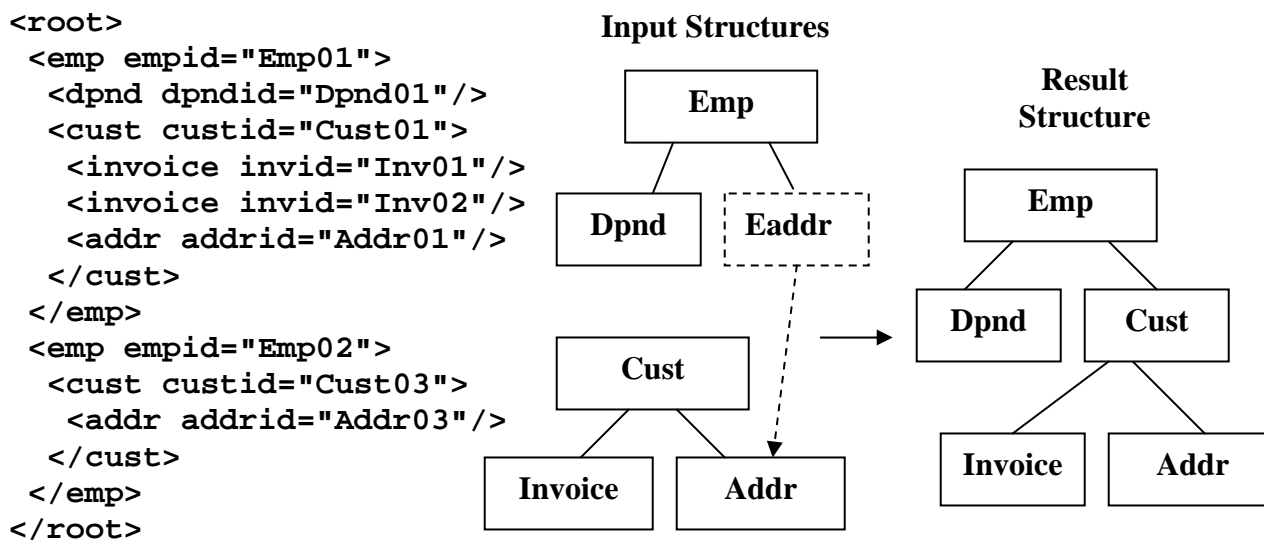 <root>
<emp empid="Emp01">
<dpnd dpndid="Dpnd01"/>
<cust custid="Cust01">
<invoice invid="Inv01"/>
<invoice invid="Inv02"/>
<addr addrid="Addr01"/>
</cust>
</emp>
<emp empid="Emp02">
<cust custid="Cust03">
<addr addrid="Addr03"/>
</cust>
</emp>
</root>
Input Structures
Emp
Dpnd
Eaddr
Cust
Invoice
Addr
Result
Structure
Emp
Dpnd
Cust
Invoice
Addr